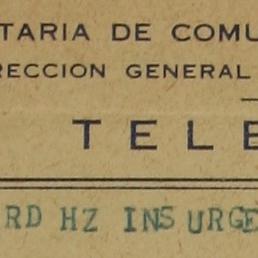 TARIA DE COMU
RECCION GENERAL
TELE
RD HZ INSURGE